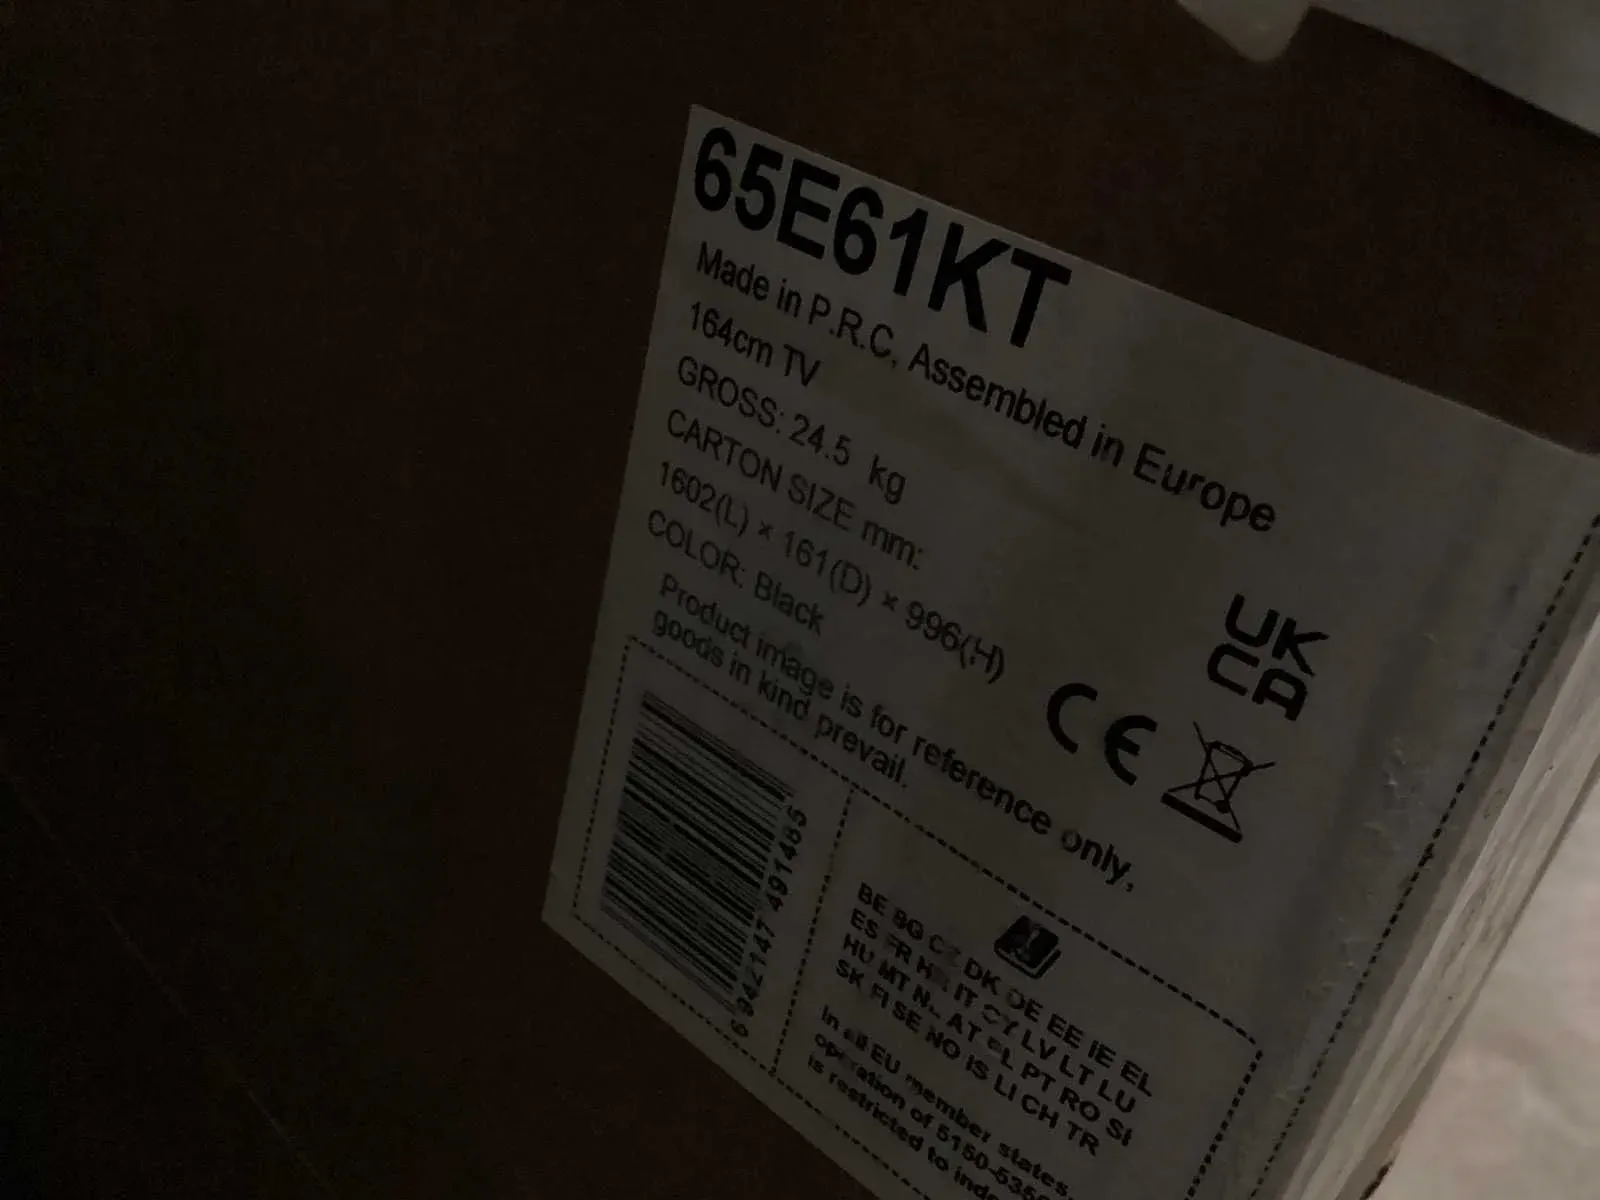 65E61KT
Made in P.R.C, Assembled in Europe
164cm TV
GROSS: 24.5 kg
CARTON SIZE mm:
1602(L) × 161(D) × 996(H)
COLOR: Black
Product image is for reference only,
goods in kind prevail.
UK
CA
CE
6 942147 491485
BE BG CZ DK DE EE IE EL
ES FR HR IT CY LV LT LU
HU MT NL AT PL PT RO SI
SK FI SE NO IS LI CH TR
In all EU member states,
operation of 5150-535
is restricted to